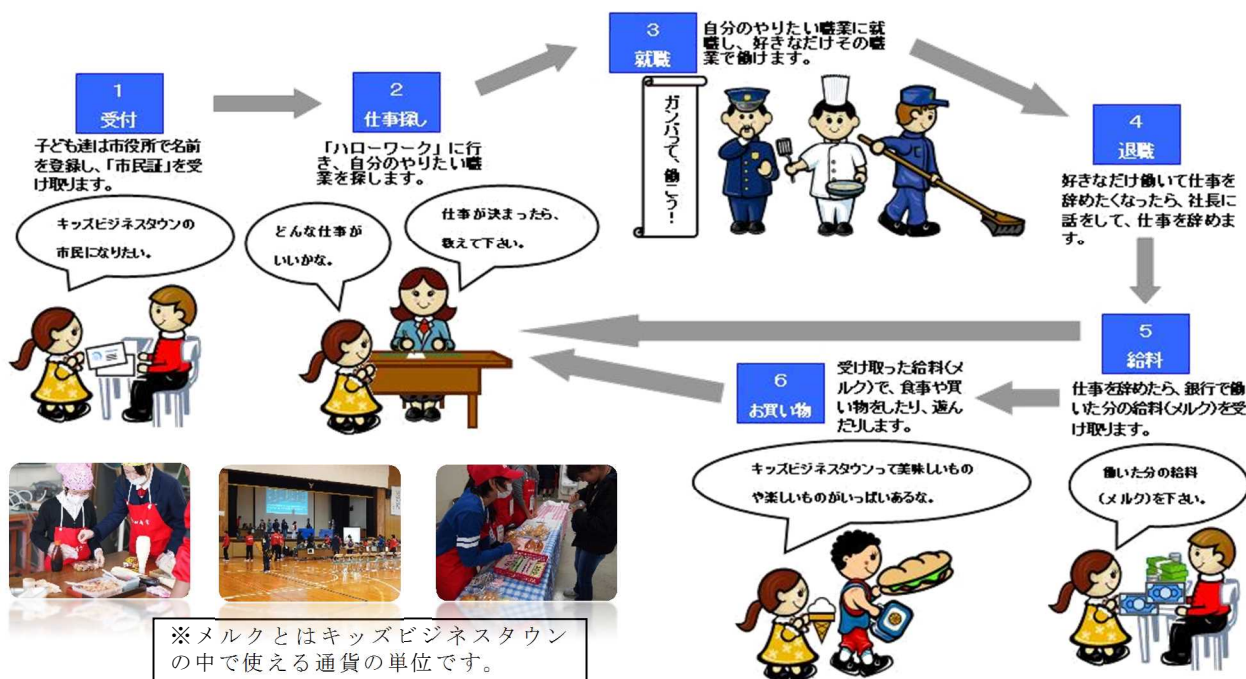 1
受付
子ども達は市役所で名前
を登録し、「市民証」を受
け取ります。
キッズビジネスタウンの
市民になりたい。
2
仕事探し
「ハローワーク」に行
き、自分のやりたい職
業を探します。
どんな仕事が
いいかな。
仕事が決まったら、
教えて下さい。
3
就職
自分のやりたい職業に就
職し、好きなだけその職
業で働けます。
ガンバって、働こう！
4
退職
好きなだけ働いて仕事を
辞めたくなったら、社長に
話をして、仕事を辞めま
す。
5
給料
仕事を辞めたら、銀行で働
いた分の給料(メルク)を受
け取ります。
働いた分の給料
(メルク)を下さい。
6
お買い物
受け取った給料(メ
ルク)で、食事や買
い物をしたり、遊ん
だりします。
キッズビジネスタウンって美味しいもの
や楽しいものがいっぱいあるな。
※メルクとはキッズビジネスタウン
の中で使える通貨の単位です。